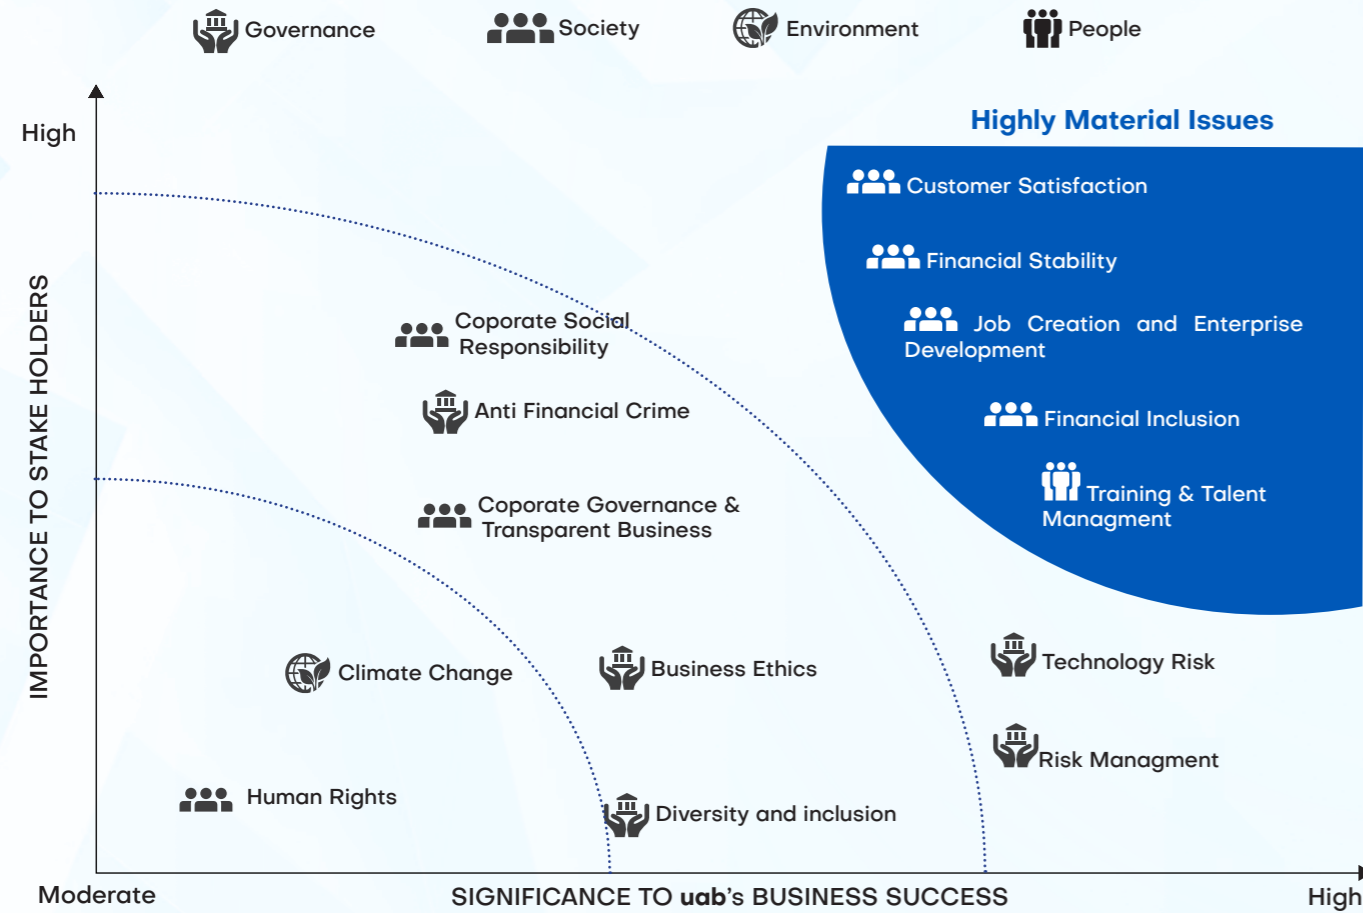 Governance
Society
Environment
People
High
Highly Material Issues
Customer Satisfaction
Financial Stability
Job Creation and Enterprise
Development
Financial Inclusion
Training & Talent
Managment
Coporate Social
Responsibility
Anti Financial Crime
Coporate Governance &
Transparent Business
Climate Change
Business Ethics
Technology Risk
Risk Managment
Human Rights
Diversity and inclusion
IMPORTANCE TO STAKE HOLDERS
Moderate
SIGNIFICANCE TO uab's BUSINESS SUCCESS
High